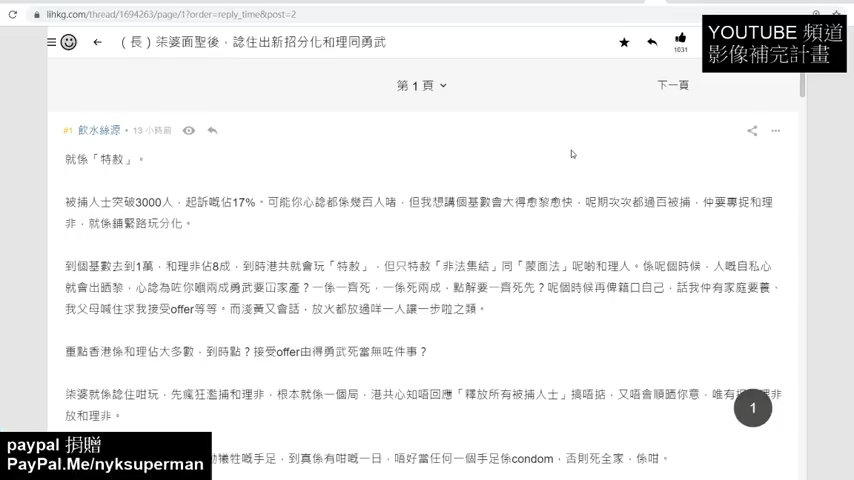 lihkg.com/thread/1694263/page/1?order=reply_time&post=2
YOUTUBE 頻道
影像補完計畫
（長）柒婆面聖後，諗住出新招分化和理同勇武
1031
第 1 頁
下一頁
#1 飲水絲源 • 13 小時前
就係「特赦」。
被捕人士突破3000人，起訴嘅佔17%。可能你心諗都係幾百人啫，但我想講個基數會大得愈黎愈快，呢期次次都過百被捕，仲要專捉和理
非，就係鋪緊路玩分化。
到個基數去到1萬，和理非佔8成，到時港共就會玩「特赦」，但只特赦「非法集結」同「蒙面法」呢啲和理人。係呢個時候，人嘅自私心
就會出晒黎，心諗為咗你嗰兩成勇武要冚家產？一係一齊死，一係死兩成，點解要一齊死先？呢個時候再俾藉口自己，話我仲有家庭要養、
我父母喊住求我接受offer等等。而淺黃又會話，放火都放過咩一人讓一步啦之類。
重點香港係和理佔大多數，到時點？接受offer由得勇武死當無咗件事？
柒婆就係諗住咁玩，先瘋狂濫捕和理非，根本就係一個局，港共心知唔回應「釋放所有被捕人士」搞唔掂，又唔會順晒你意，唯有
非
放和理非。
1
paypal 捐贈
PayPal.Me/nyksuperman
犧牲嘅手足，到真係有咁嘅一日，唔好當任何一個手足係condom，否則死全家，係咁。